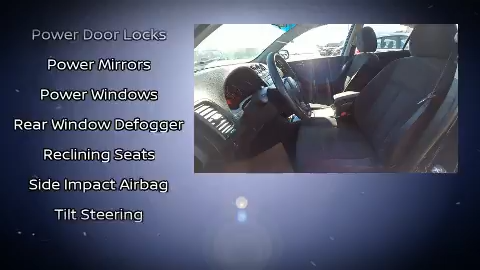 Power Door Locks
Power Mirrors
Power Windows
Rear Window Defogger
Reclining Seats
Side Impact Airbag
Tilt Steering